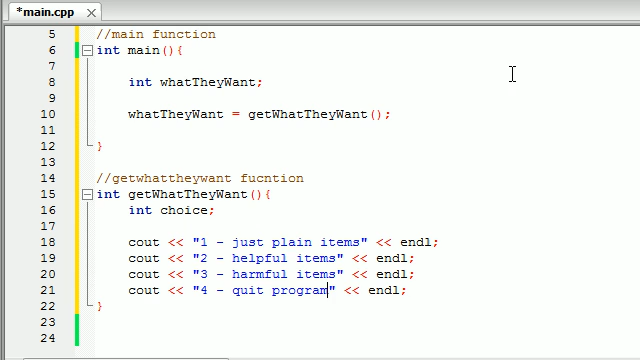 *main.cpp
5 //main function
6 int main(){
7
8 int whatTheyWant;
9
10 whatTheyWant = getWhatTheyWant();
11
12 }
13
14 //getwhattheywant fucntion
15 int getWhatTheyWant(){
16 int choice;
17
18 cout << "1 - just plain items" << endl;
19 cout << "2 - helpful items" << endl;
20 cout << "3 - harmful items" << endl;
21 cout << "4 - quit program" << endl;
22 }
23
24